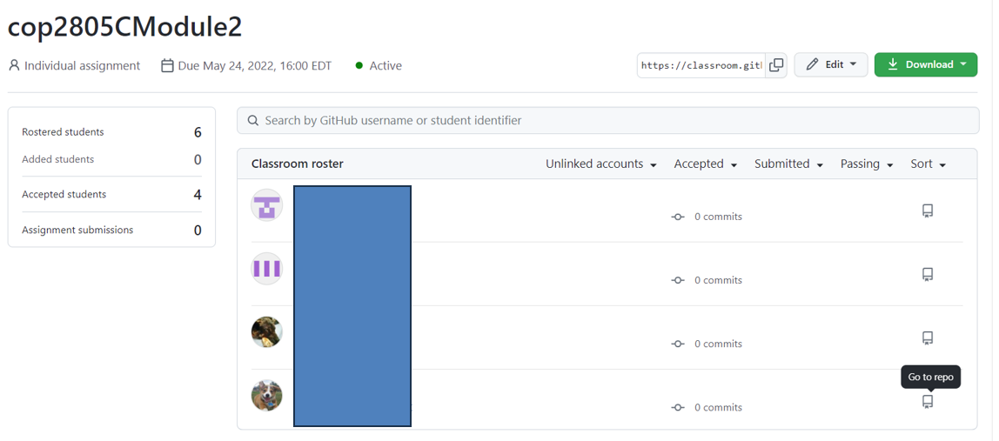 cop2805CModule2
Individual assignment Due May 24, 2022, 16:00 EDT Active
https://classroom.gitl Edit Download
Rostered students 6
Added students 0
Accepted students 4
Assignment submissions 0
Search by GitHub username or student identifier
Classroom roster Unlinked accounts Accepted Submitted Passing Sort
0 commits
0 commits
0 commits
Go to repo
0 commits